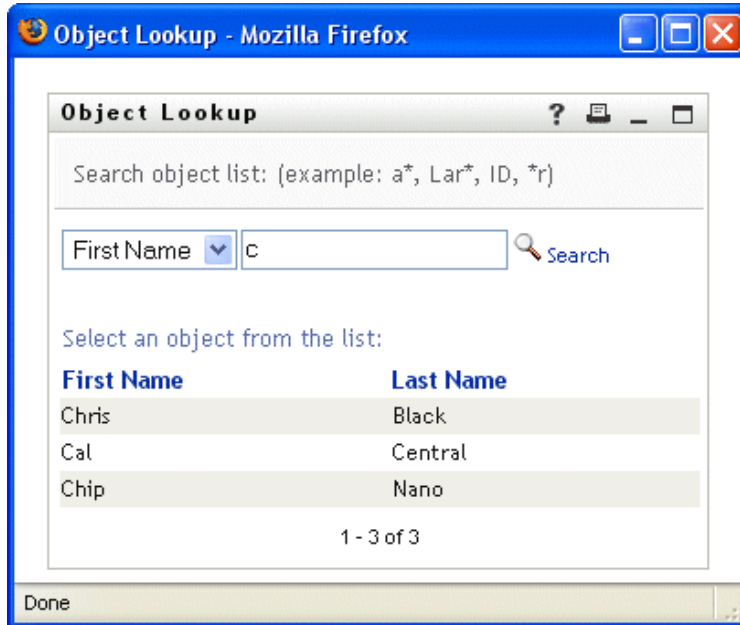 Object Lookup - Mozilla Firefox
Object Lookup ?
Search object list: (example: a*, Lar*, ID, *r)
First Name c Search
Select an object from the list:
First Name Last Name
Chris Black
Cal Central
Chip Nano
1 - 3 of 3
Done